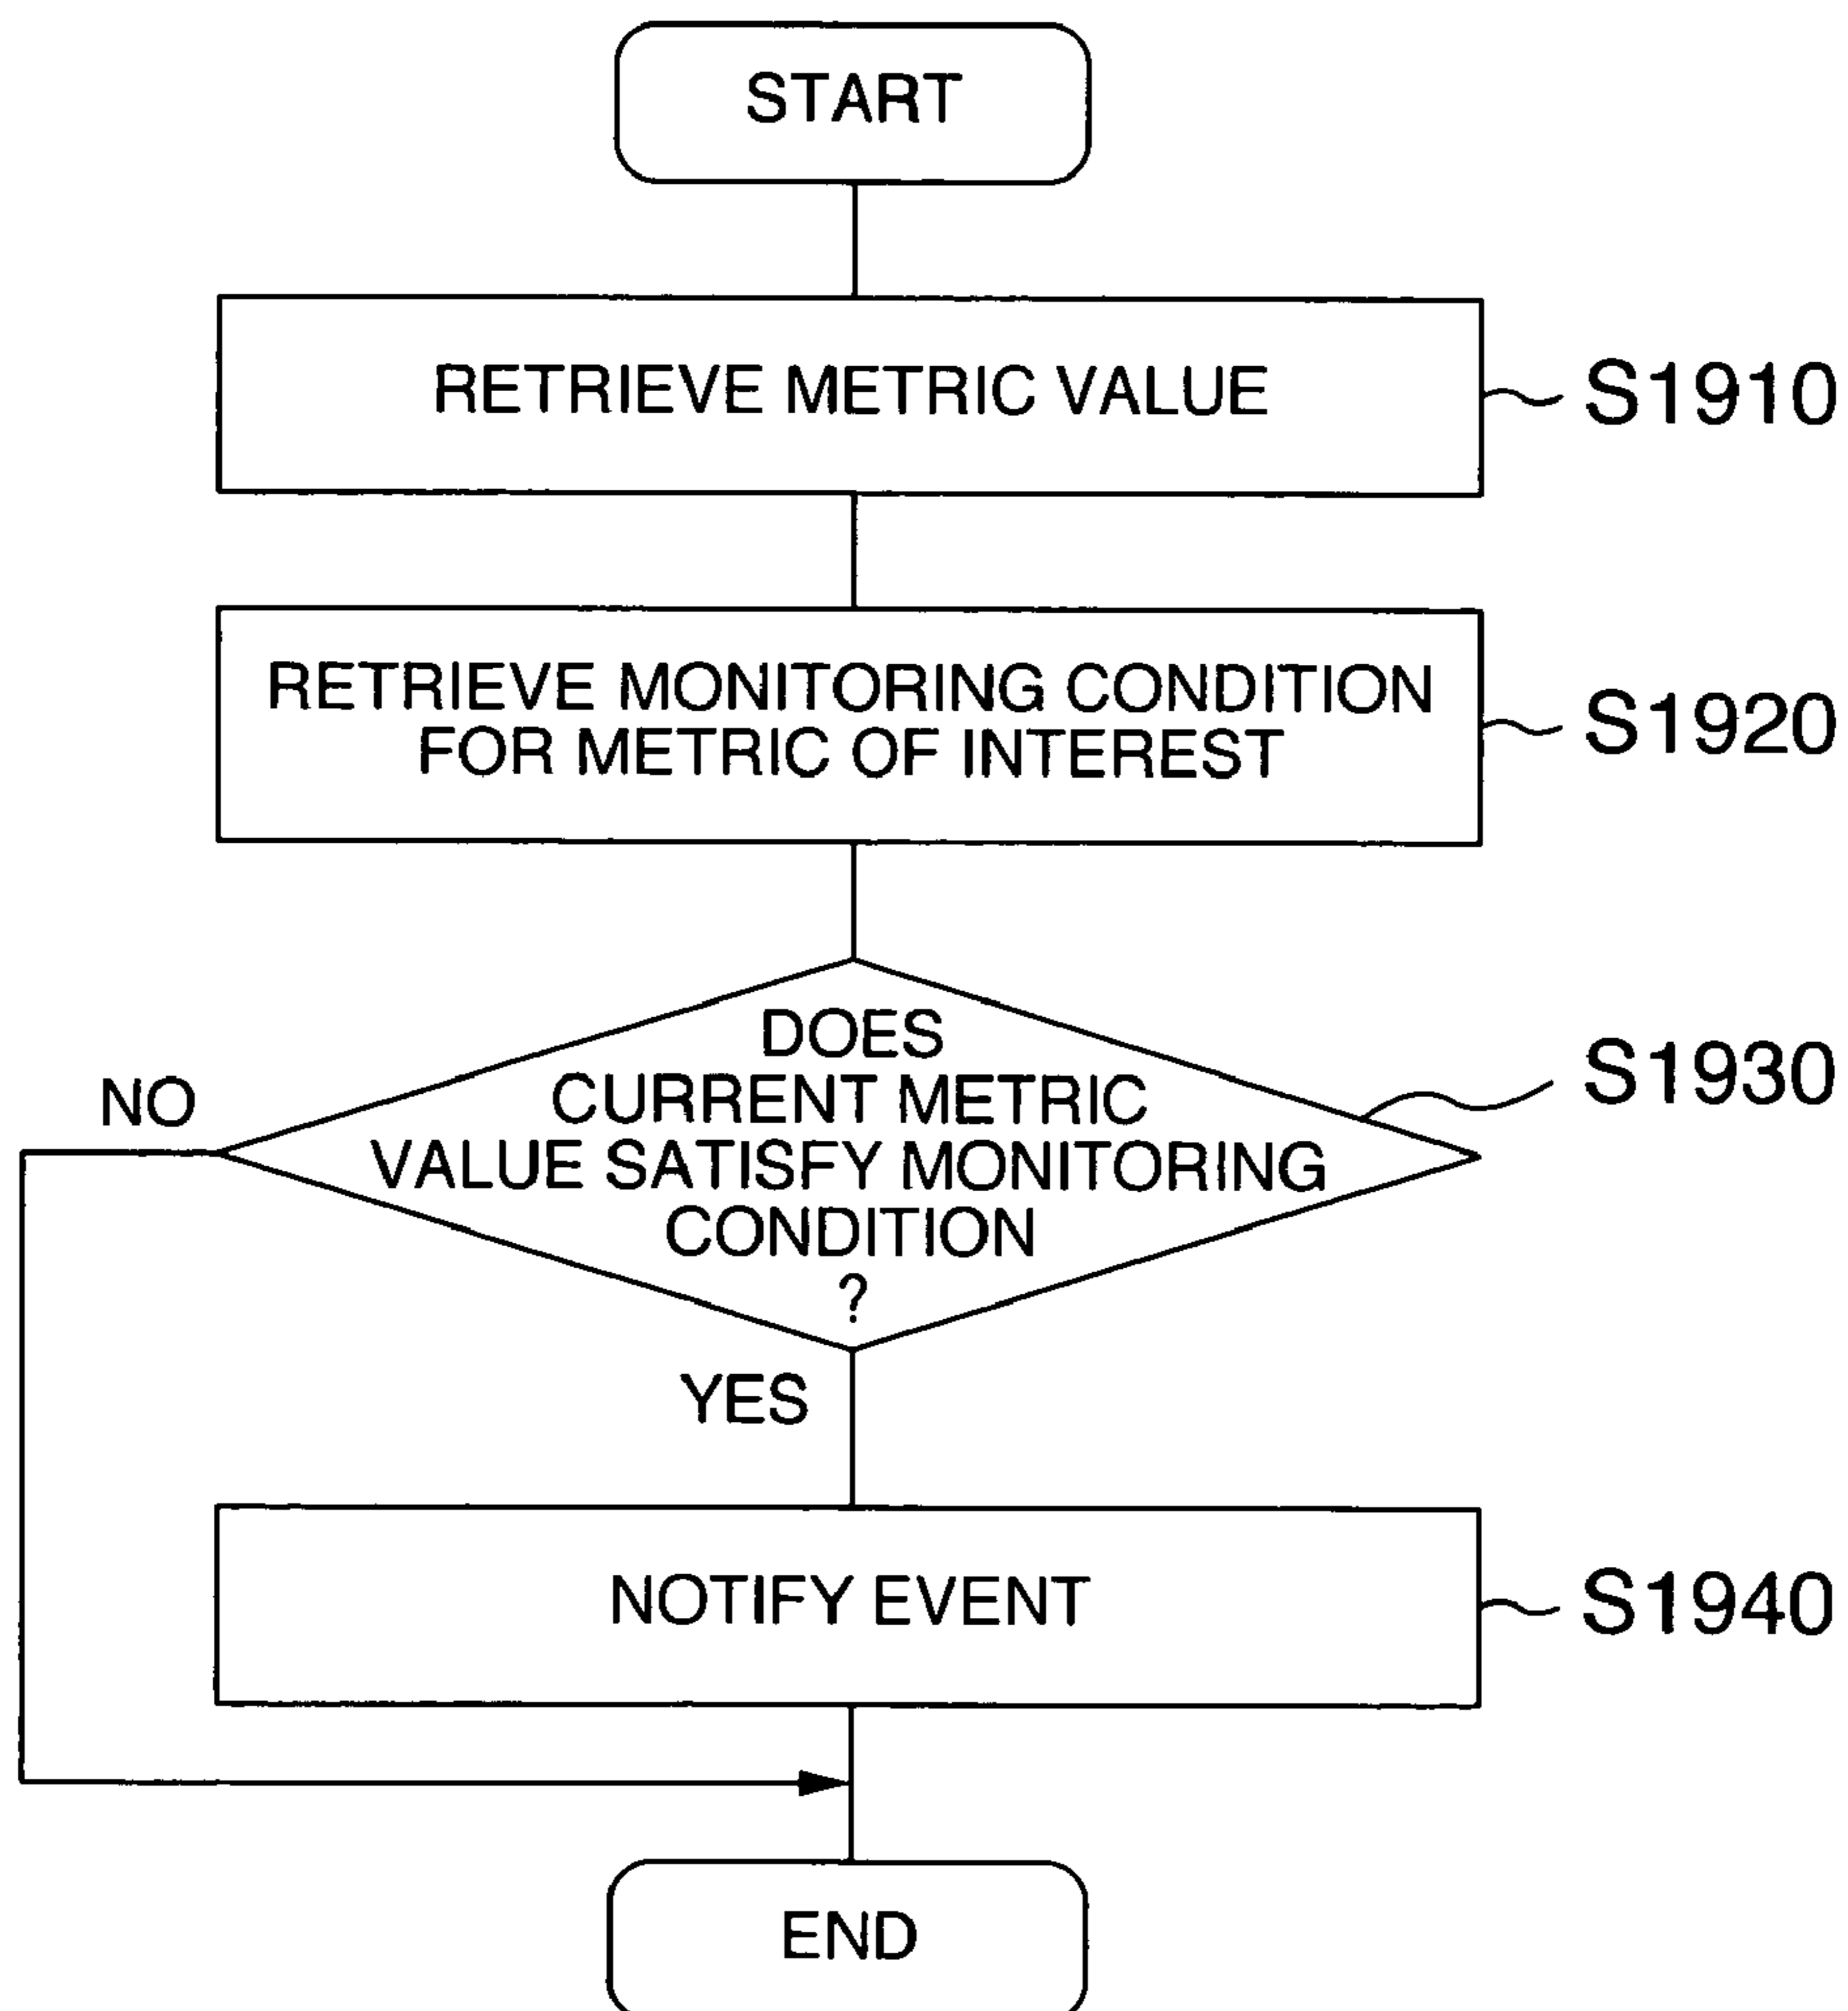 START
RETRIEVE METRIC VALUE
S1910
RETRIEVE MONITORING CONDITION
FOR METRIC OF INTEREST
S1920
DOES
CURRENT METRIC
VALUE SATISFY MONITORING
CONDITION
?
S1930
NO
YES
NOTIFY EVENT
S1940
END